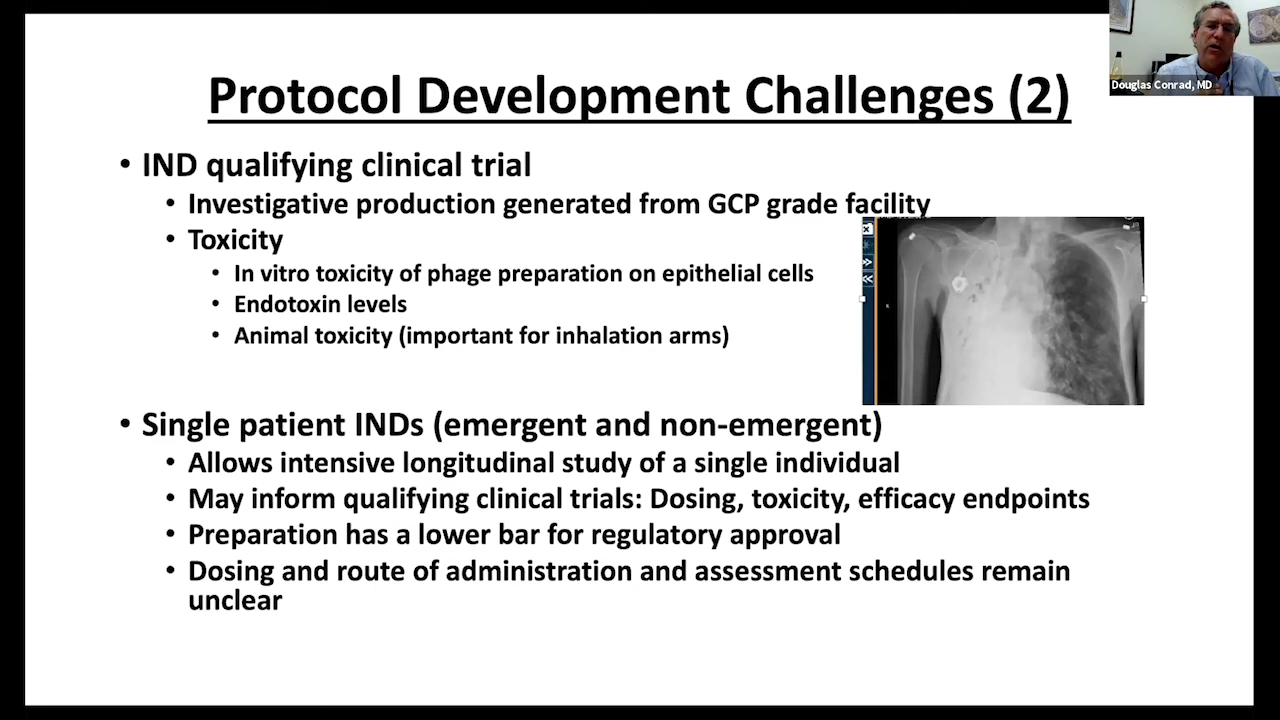 Protocol Development Challenges (2)
Douglas Conrad, MD
• IND qualifying clinical trial
• Investigative production generated from GCP grade facility
• Toxicity
• In vitro toxicity of phage preparation on epithelial cells
• Endotoxin levels
• Animal toxicity (important for inhalation arms)
• Single patient INDs (emergent and non-emergent)
• Allows intensive longitudinal study of a single individual
• May inform qualifying clinical trials: Dosing, toxicity, efficacy endpoints
• Preparation has a lower bar for regulatory approval
• Dosing and route of administration and assessment schedules remain
unclear